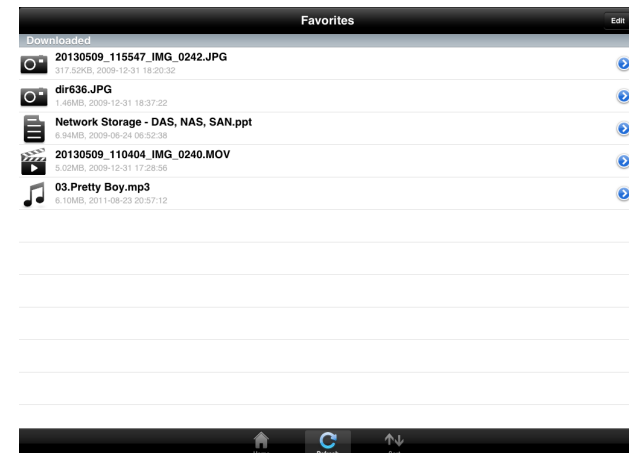 Favorites
Edit
Downloaded
20130509_115547_IMG_0242.JPG
317.52KB, 2009-12-31 18:20:32
dir636.JPG
1.46MB, 2009-12-31 18:37:22
Network Storage - DAS, NAS, SAN.ppt
6.94MB, 2009-06-24 06:52:38
20130509_110404_IMG_0240.MOV
5.02MB, 2009-12-31 17:28:56
03.Pretty Boy.mp3
6.10MB, 2011-08-23 20:57:12